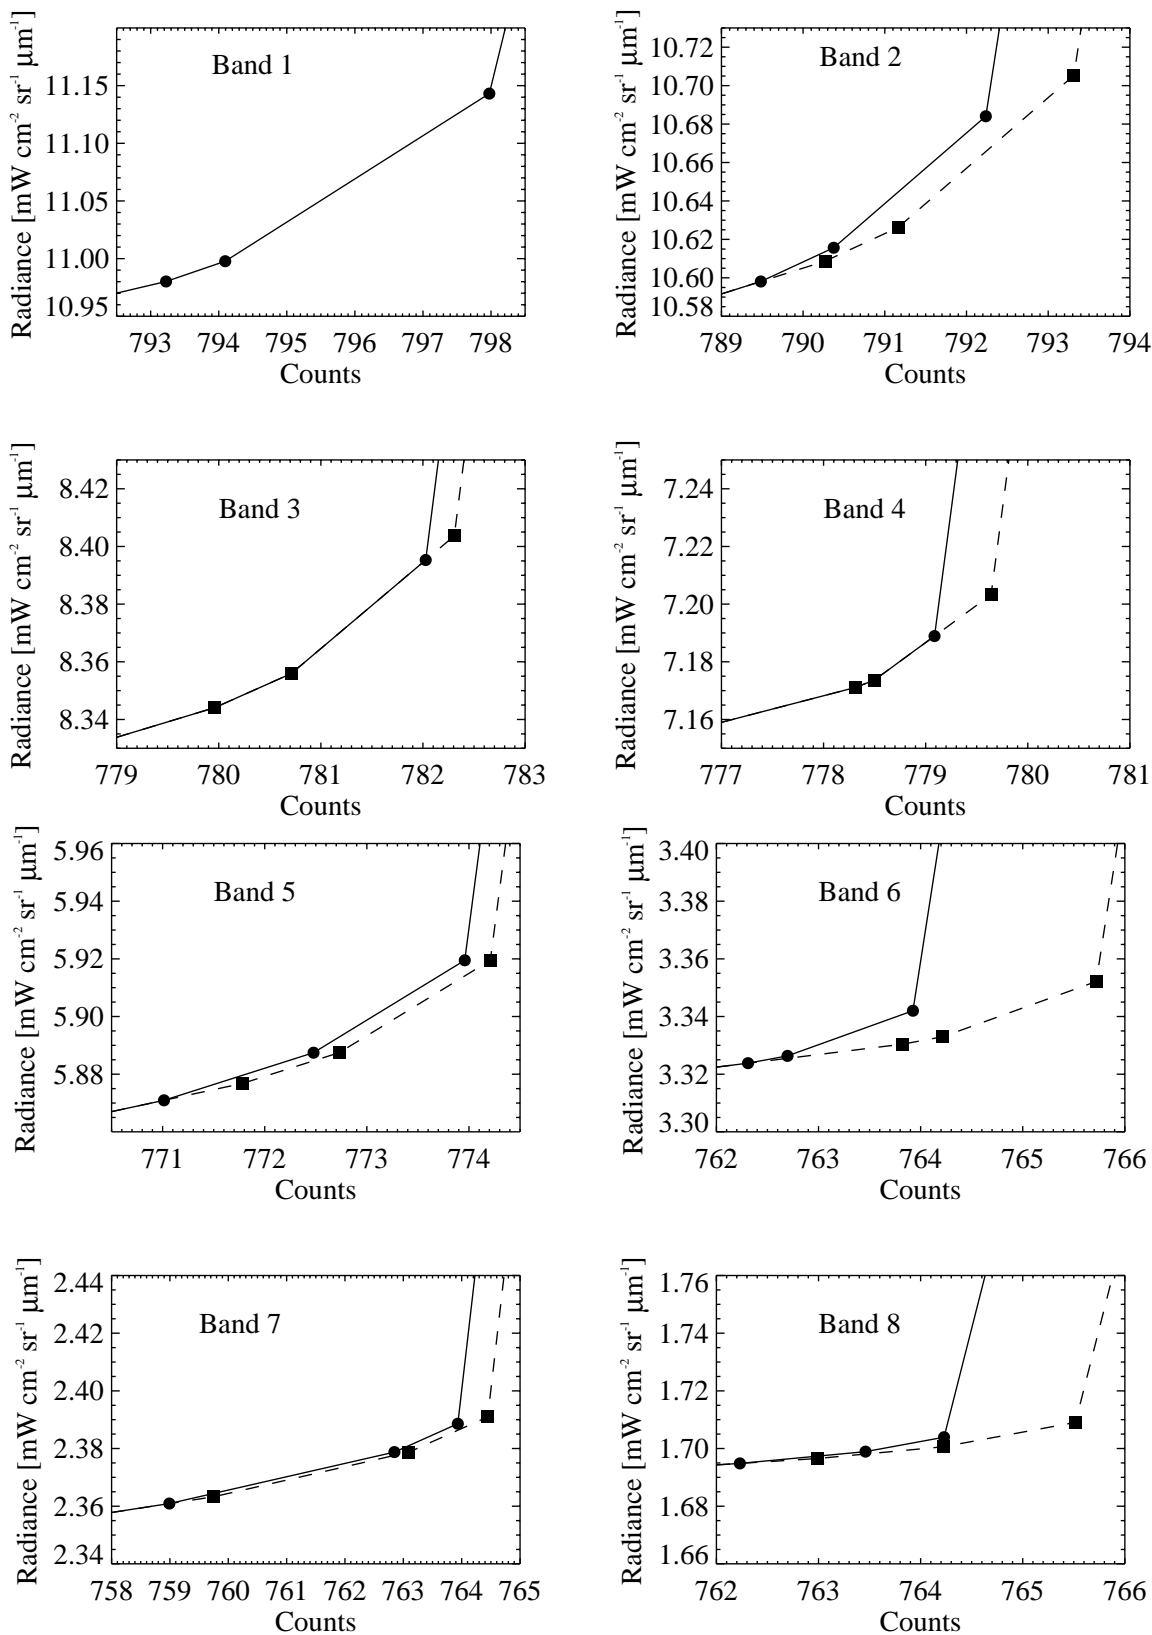 Band 1
Radiance [mW cm-2 sr-1 µm-1]
11.15
11.10
11.05
11.00
10.95
793 794 795 796 797 798
Counts
Band 2
Radiance [mW cm-2 sr-1 µm-1]
10.72
10.70
10.68
10.66
10.64
10.62
10.60
10.58
789 790 791 792 793 794
Counts
Band 3
Radiance [mW cm-2 sr-1 µm-1]
8.42
8.40
8.38
8.36
8.34
779 780 781 782 783
Counts
Band 4
Radiance [mW cm-2 sr-1 µm-1]
7.24
7.22
7.20
7.18
7.16
777 778 779 780 781
Counts
Band 5
Radiance [mW cm-2 sr-1 µm-1]
5.96
5.94
5.92
5.90
5.88
771 772 773 774
Counts
Band 6
Radiance [mW cm-2 sr-1 µm-1]
3.40
3.38
3.36
3.34
3.32
3.30
762 763 764 765 766
Counts
Band 7
Radiance [mW cm-2 sr-1 µm-1]
2.44
2.42
2.40
2.38
2.36
2.34
758 759 760 761 762 763 764 765
Counts
Band 8
Radiance [mW cm-2 sr-1 µm-1]
1.76
1.74
1.72
1.70
1.68
1.66
762 763 764 765 766
Counts